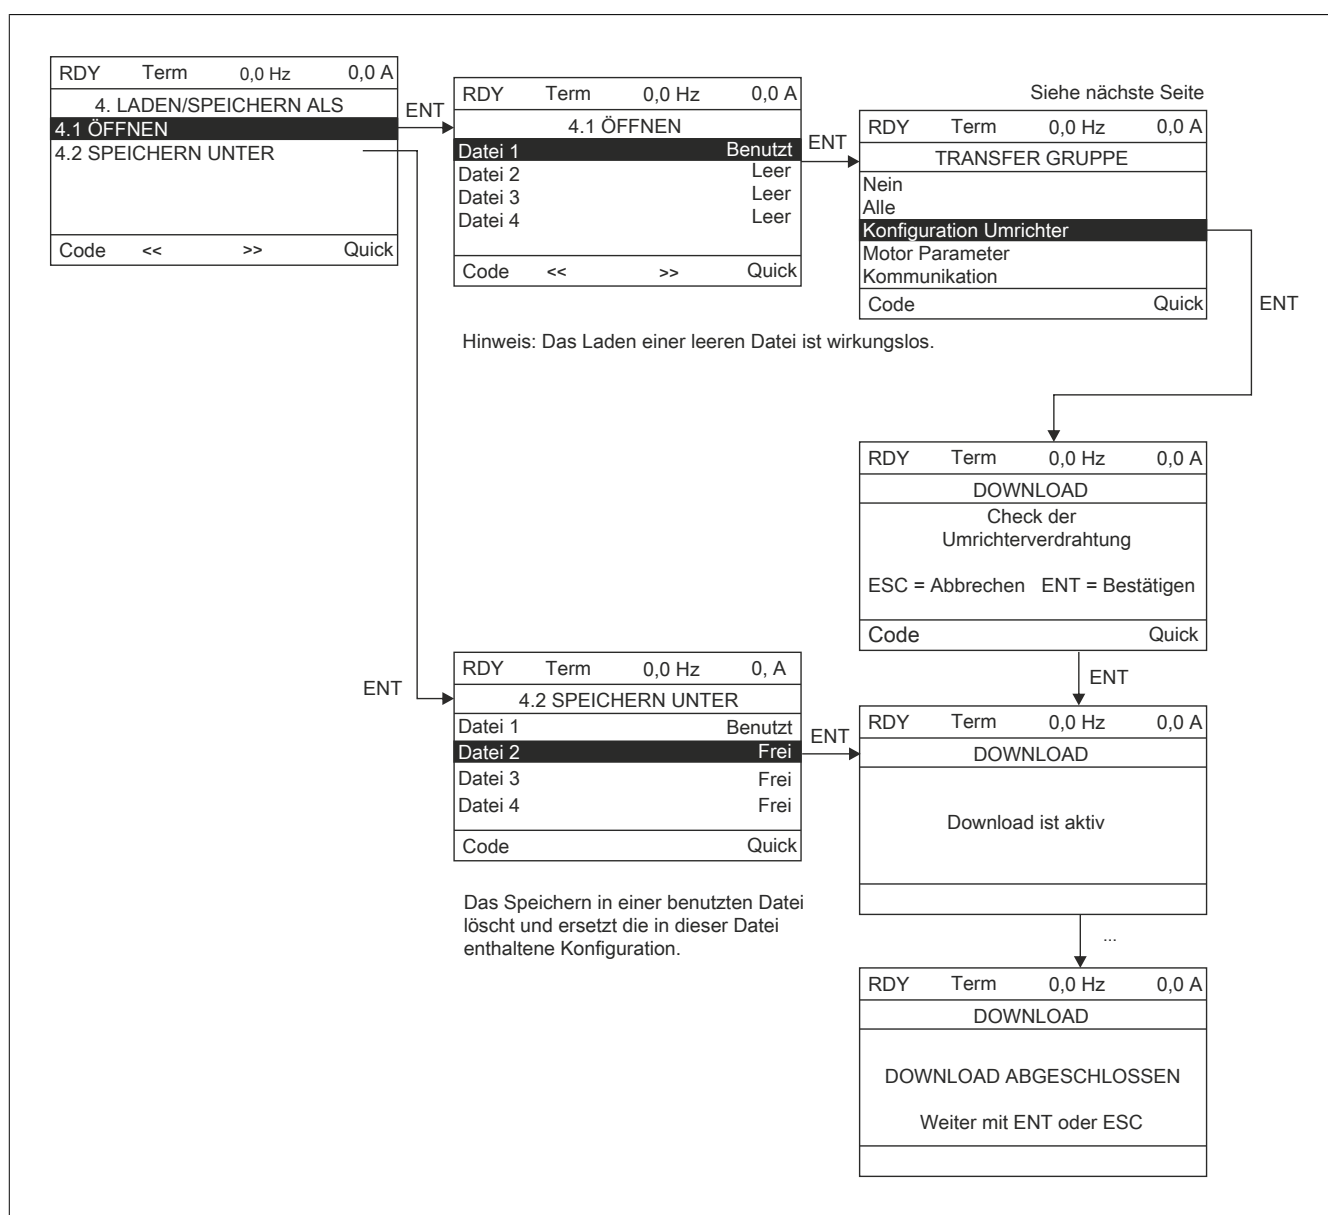 RDY Term 0,0 Hz 0,0 A
4. LADEN/SPEICHERN ALS
4.1 ÖFFNEN
4.2 SPEICHERN UNTER
Code << >> Quick
ENT
RDY Term 0,0 Hz 0,0 A
4.1 ÖFFNEN
Datei 1 Benutzt
Datei 2 Leer
Datei 3 Leer
Datei 4 Leer
Code << >> Quick
ENT
Siehe nächste Seite
RDY Term 0,0 Hz 0,0 A
TRANSFER GRUPPE
Nein
Alle
Konfiguration Umrichter
Motor Parameter
Kommunikation
Code Quick
ENT
Hinweis: Das Laden einer leeren Datei ist wirkungslos.
RDY Term 0,0 Hz 0,0 A
DOWNLOAD
Check der
Umrichterverdrahtung
ESC = Abbrechen ENT = Bestätigen
Code Quick
ENT
ENT
RDY Term 0,0 Hz 0, A
4.2 SPEICHERN UNTER
Datei 1 Benutzt
Datei 2 Frei
Datei 3 Frei
Datei 4 Frei
Code Quick
ENT
RDY Term 0,0 Hz 0,0 A
DOWNLOAD
Download ist aktiv
Das Speichern in einer benutzten Datei
löscht und ersetzt die in dieser Datei
enthaltene Konfiguration.
...
RDY Term 0,0 Hz 0,0 A
DOWNLOAD
DOWNLOAD ABGESCHLOSSEN
Weiter mit ENT oder ESC